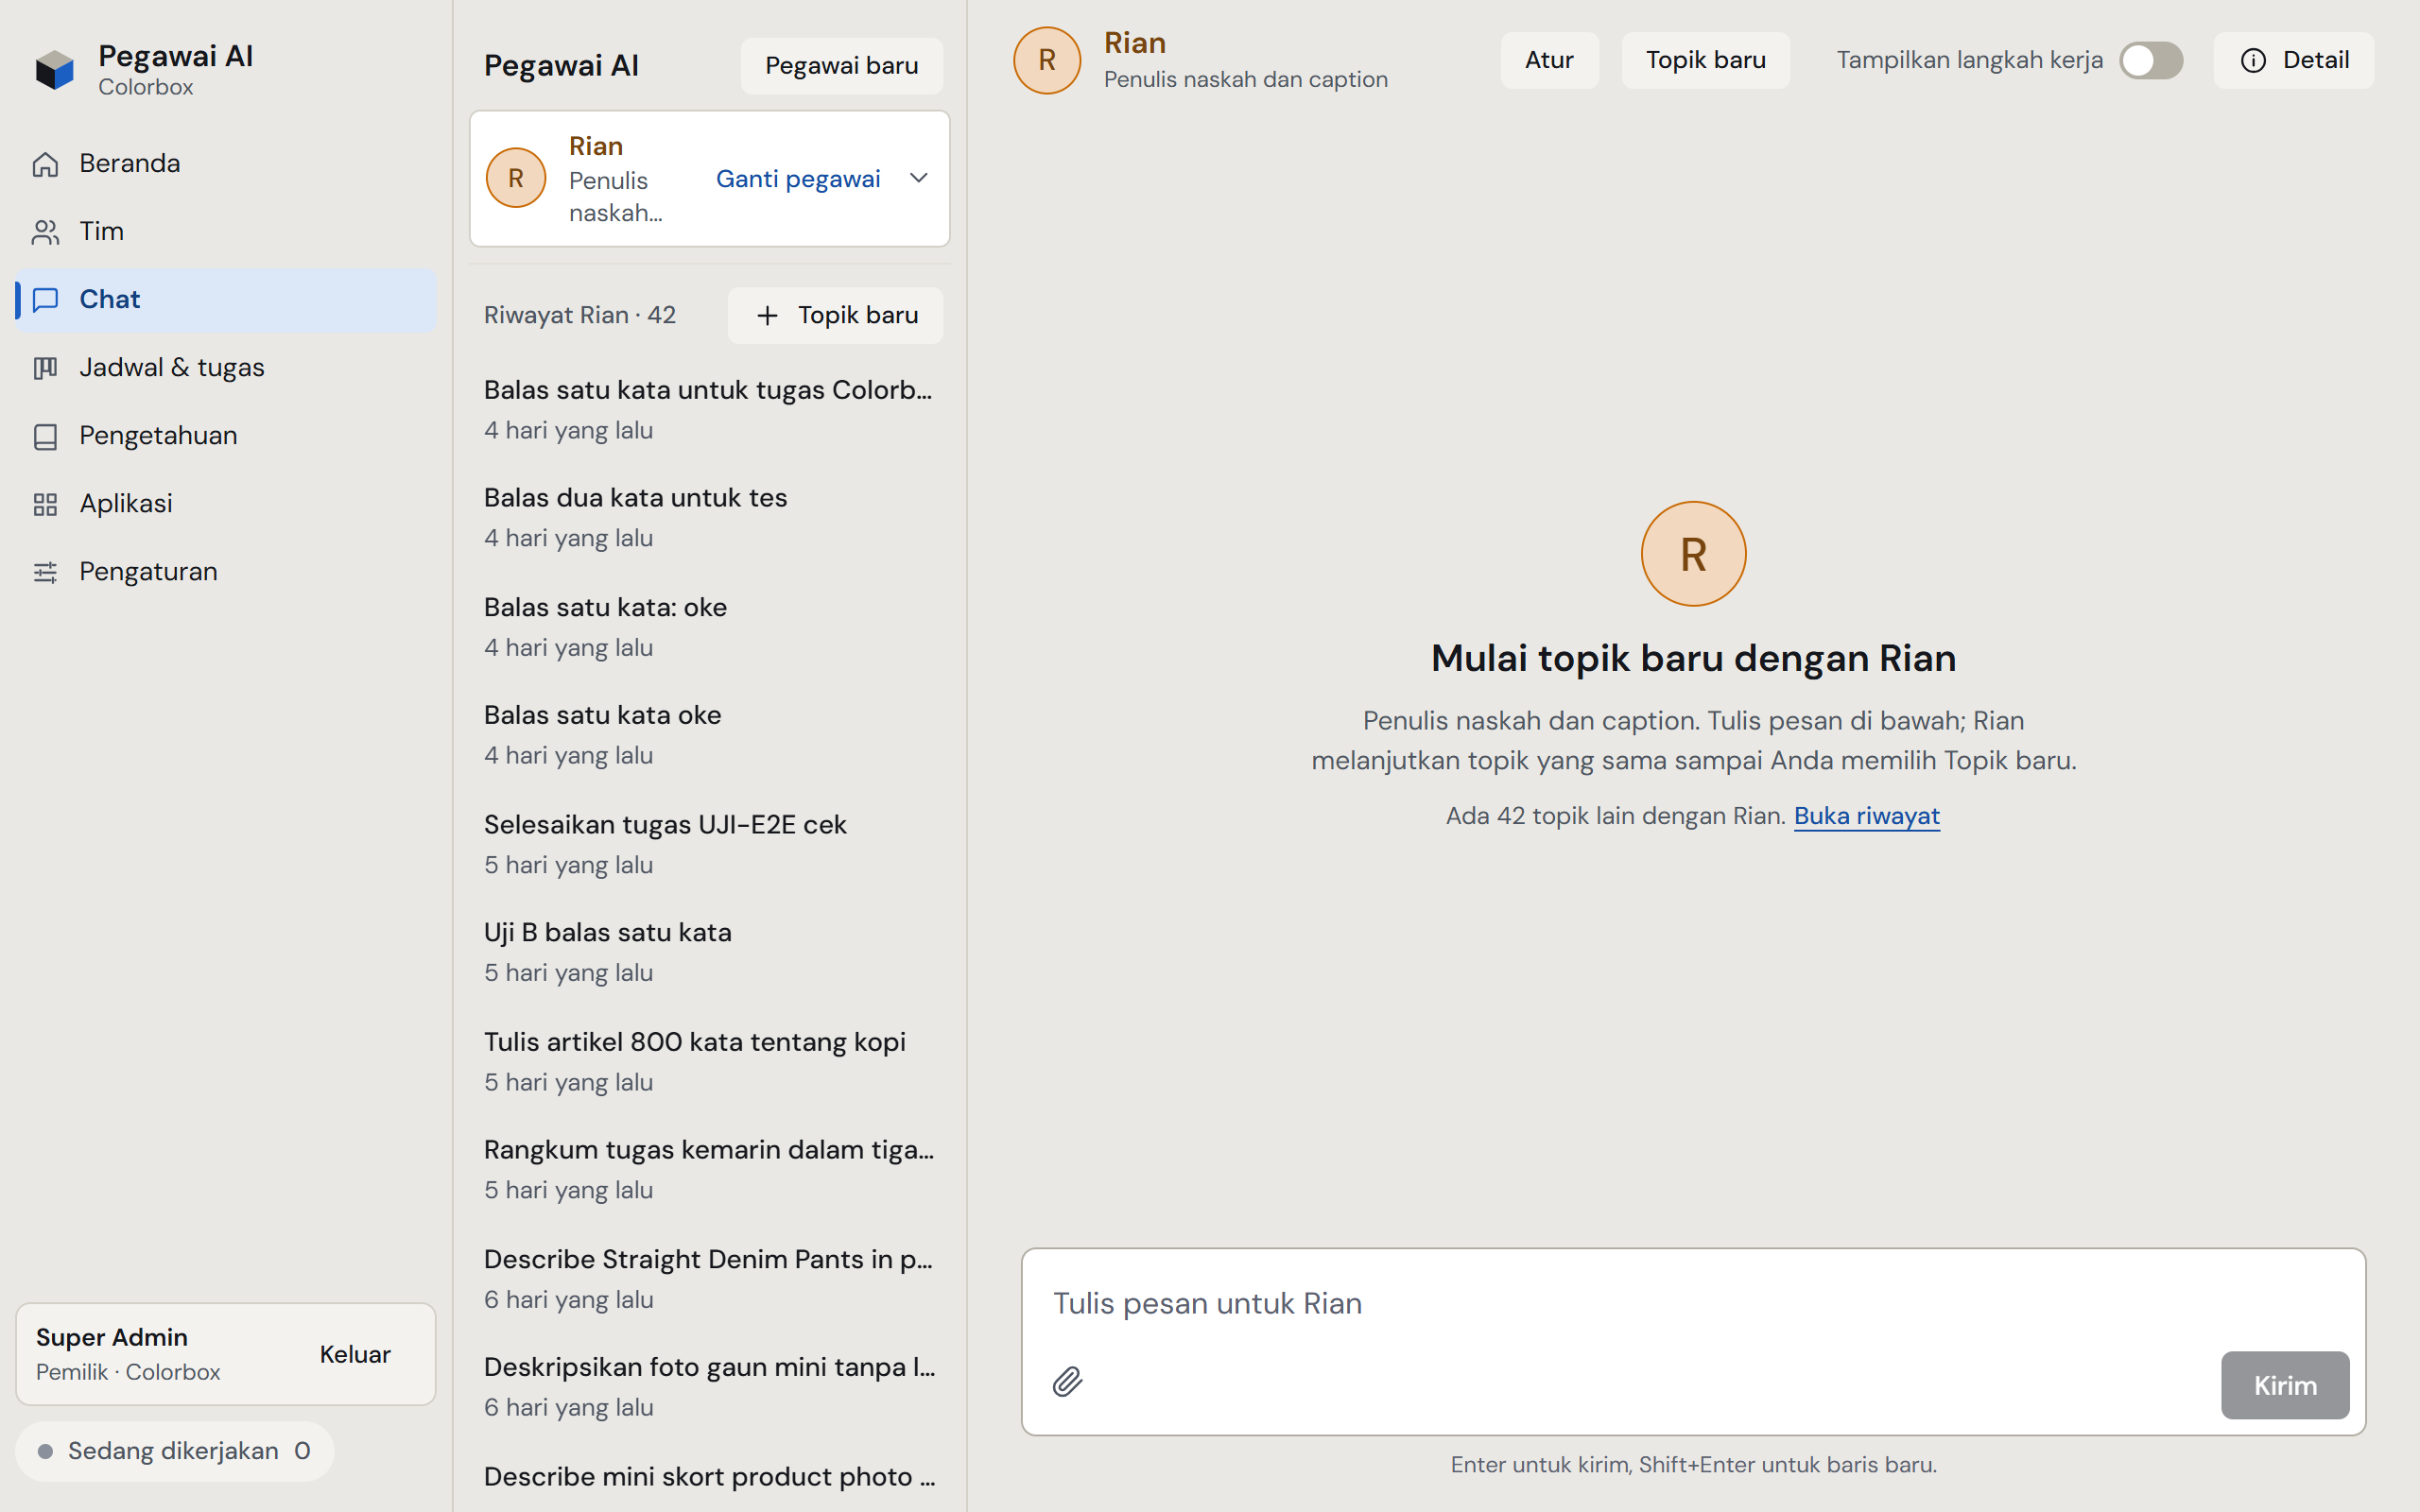 Pegawai AI
Colorbox
Beranda
Tim
Chat
Jadwal & tugas
Pengetahuan
Aplikasi
Pengaturan
Super Admin
Pemilik · Colorbox
Keluar
Sedang dikerjakan 0
Pegawai AI
Pegawai baru
R
Rian
Penulis
naskah...
Ganti pegawai
Riwayat Rian · 42
Topik baru
Balas satu kata untuk tugas Colorb...
4 hari yang lalu
Balas dua kata untuk tes
4 hari yang lalu
Balas satu kata: oke
4 hari yang lalu
Balas satu kata oke
4 hari yang lalu
Selesaikan tugas UJI-E2E cek
5 hari yang lalu
Uji B balas satu kata
5 hari yang lalu
Tulis artikel 800 kata tentang kopi
5 hari yang lalu
Rangkum tugas kemarin dalam tiga...
5 hari yang lalu
Describe Straight Denim Pants in p...
6 hari yang lalu
Deskripsikan foto gaun mini tanpa l...
6 hari yang lalu
Describe mini skort product photo ...
R
Rian
Penulis naskah dan caption
Atur
Topik baru
Tampilkan langkah kerja
Detail
R
Mulai topik baru dengan Rian
Penulis naskah dan caption. Tulis pesan di bawah; Rian
melanjutkan topik yang sama sampai Anda memilih Topik baru.
Ada 42 topik lain dengan Rian. Buka riwayat
Tulis pesan untuk Rian
Kirim
Enter untuk kirim, Shift+Enter untuk baris baru.